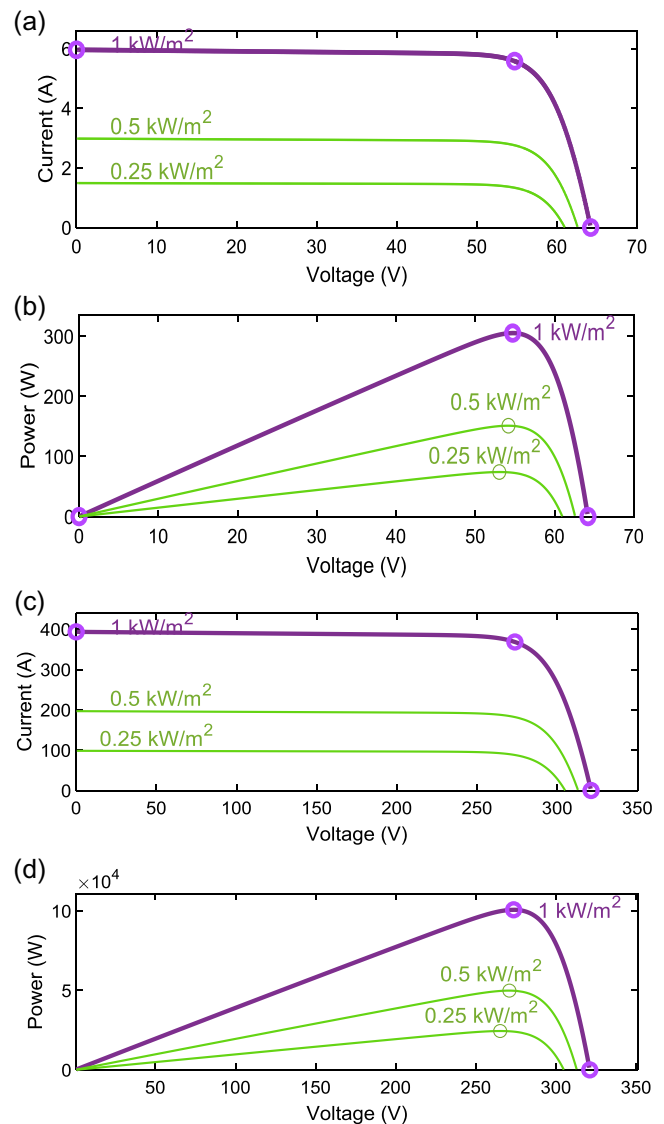 (a)
6
4
2
0
Current (A)
1 kW/m²
0.5 kW/m²
0.25 kW/m²
0 10 20 30 40 50 60 70
Voltage (V)
(b)
300
200
100
0
Power (W)
1 kW/m²
0.5 kW/m²
0.25 kW/m²
0 10 20 30 40 50 60 70
Voltage (V)
(c)
400
300
200
100
0
Current (A)
1 kW/m²
0.5 kW/m²
0.25 kW/m²
0 50 100 150 200 250 300 350
Voltage (V)
(d)
×10⁴
10
5
0
Power (W)
1 kW/m²
0.5 kW/m²
0.25 kW/m²
50 100 150 200 250 300 350
Voltage (V)